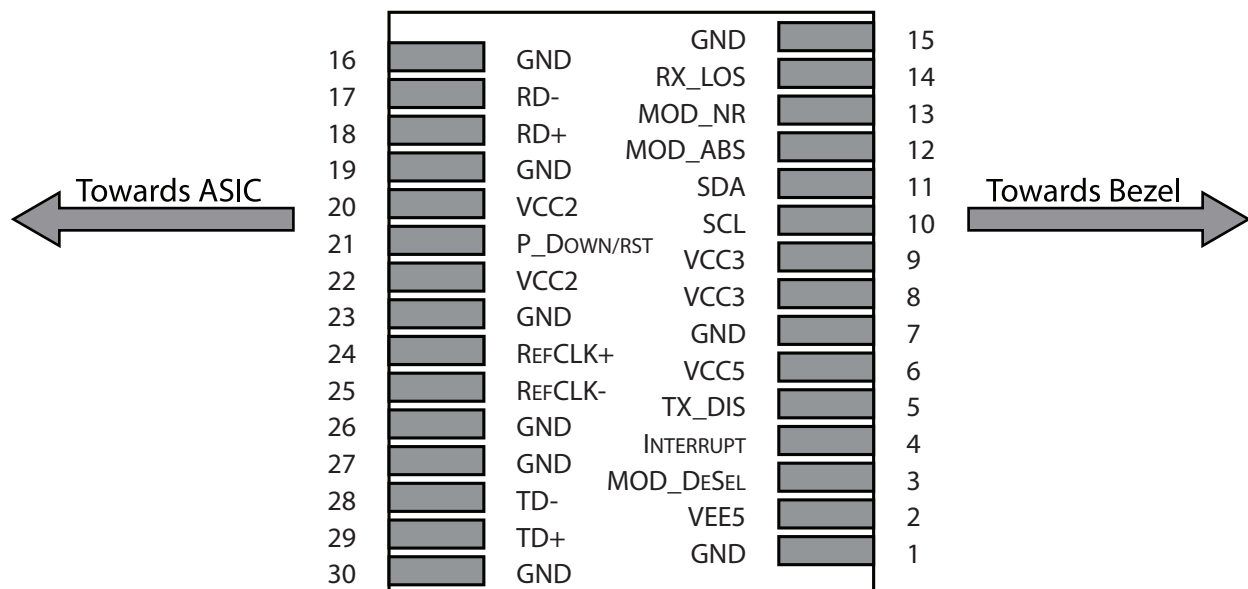 GND 15
16 GND
RX_LOS 14
17 RD-
MOD_NR 13
18 RD+
MOD_ABS 12
19 GND
SDA 11
Towards ASIC
Towards Bezel
20 VCC2
SCL 10
21 P_DOWN/RST
VCC3 9
22 VCC2
VCC3 8
23 GND
GND 7
24 REFCLK+
VCC5 6
25 REFCLK-
TX_DIS 5
26 GND
INTERRUPT 4
27 GND
MOD_DESEL 3
28 TD-
VEE5 2
29 TD+
GND 1
30 GND